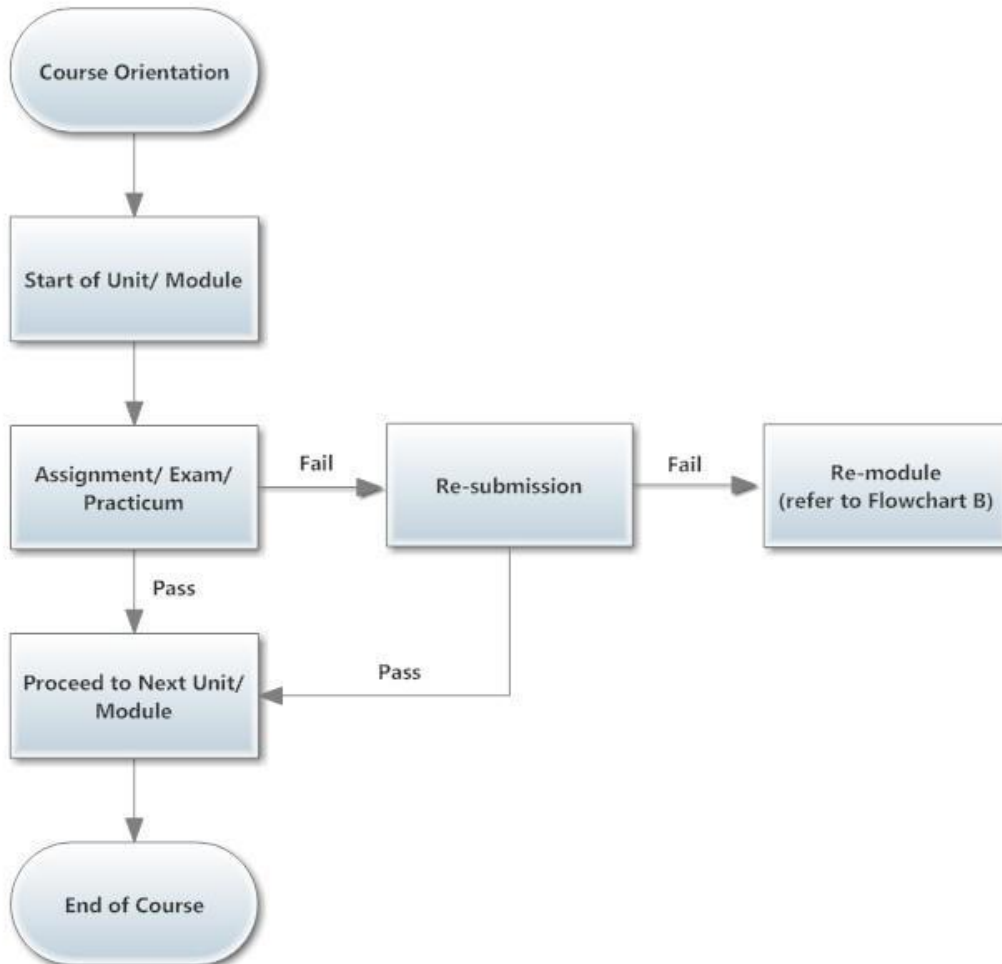 Course Orientation
Start of Unit/ Module
Assignment/ Exam/
Practicum
Fail
Re-submission
Fail
Re-module
(refer to Flowchart B)
Pass
Proceed to Next Unit/
Module
Pass
End of Course